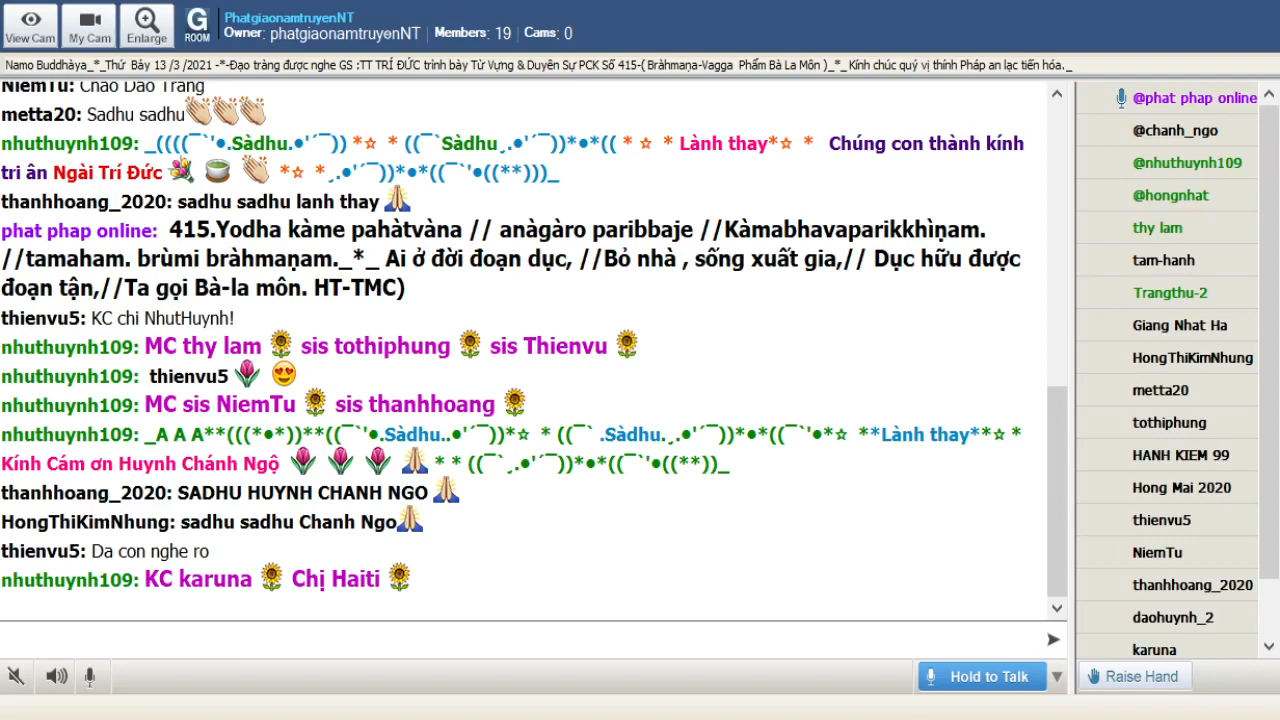 View Cam
My Cam
Enlarge
G
ROOM
PhatgiaonamtruyenNT
Owner: phatgiaonamtruyenNT | Members: 19 | Cams: 0
Namo Buddhàya_*_Thứ Bảy 13 /3 /2021 -*-Đạo tràng được nghe GS :TT TRÍ ĐỨC trình bày Từ Vựng & Duyên Sự PCK Số 415-( Bràhmaṇa-Vagga Phẩm Bà La Môn )_*_Kính chúc quý vị thính Pháp an lạc tiến hóa._
NiemTu: Chao Dao Trang
metta20: Sadhu sadhu
nhuthuynh109: _((((¯`'•.Sàdhu.•'´¯)) *☆ * ((¯`Sàdhu¸.•'´¯))*•*(( * ☆ * Lành thay*☆ * Chúng con thành kính
tri ân Ngài Trí Đức *☆ *¸.•'´¯))*•*((¯`'•((**)))_
thanhhoang_2020: sadhu sadhu lanh thay
phat phap online: 415.Yodha kàme pahàtvàna // anàgàro paribbaje //Kàmabhavaparikkhìṇam.
//tamaham. brùmi bràhmaṇam._*_ Ai ở đời đoạn dục, //Bỏ nhà , sống xuất gia,// Dục hữu được
đoạn tận,//Ta gọi Bà-la môn. HT-TMC)
thienvu5: KC chi NhutHuynh!
nhuthuynh109: MC thy lam sis tothiphung sis Thienvu
nhuthuynh109: thienvu5
nhuthuynh109: MC sis NiemTu sis thanhhoang
nhuthuynh109: _A A A**(((*•*))**((¯`'•.Sàdhu..•'´¯))*☆ * ((¯` .Sàdhu.¸.•'´¯))*•*((¯`'•*☆ **Lành thay**☆ *
Kính Cám ơn Huynh Chánh Ngộ * * ((¯`¸.•'´¯))*•*((¯`'•((**))_
thanhhoang_2020: SADHU HUYNH CHANH NGO
HongThiKimNhung: sadhu sadhu Chanh Ngo
thienvu5: Da con nghe ro
nhuthuynh109: KC karuna Chị Haiti
Hold to Talk
@phat phap online
@chanh_ngo
@nhuthuynh109
@hongnhat
thy lam
tam-hanh
Trangthu-2
Giang Nhat Ha
HongThiKimNhung
metta20
tothiphung
HANH KIEM 99
Hong Mai 2020
thienvu5
NiemTu
thanhhoang_2020
daohuynh_2
karuna
Raise Hand